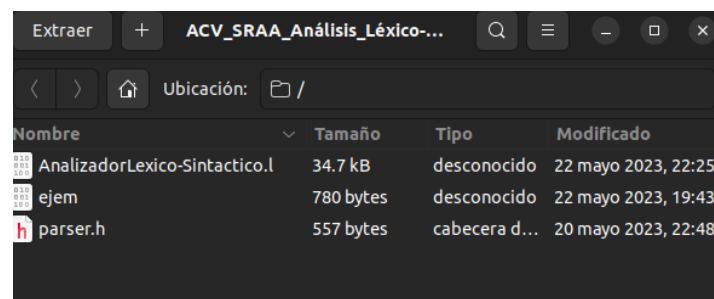 Extraer + ACV_SRAA_Análisis_Léxico-...
Ubicación: /
Nombre Tamaño Tipo Modificado
AnalizadorLexico-Sintactico.l 34.7 kB desconocido 22 mayo 2023, 22:25
ejem 780 bytes desconocido 22 mayo 2023, 19:43
h parser.h 557 bytes cabecera d... 20 mayo 2023, 22:48